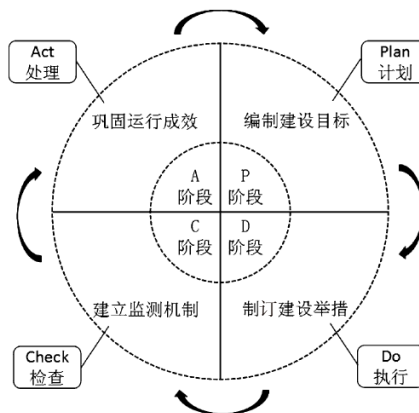 Act
处理
Plan
计划
巩固运行成效
编制建设目标
A
阶段
P
阶段
C
阶段
D
阶段
建立监测机制
制订建设举措
Check
检查
Do
执行